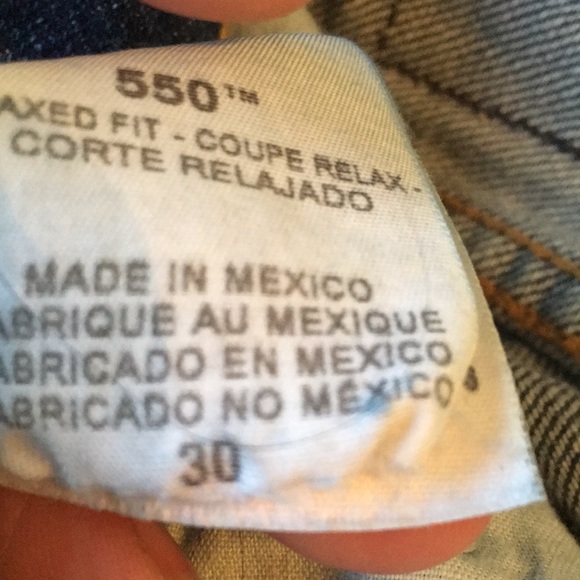 550™
AXED FIT - COUPE RELAX -
CORTE RELAJADO
MADE IN MEXICO
ABRIQUE AU MEXIQUE
ABRICADO EN MEXICO
ABRICADO NO MÉXICO
30